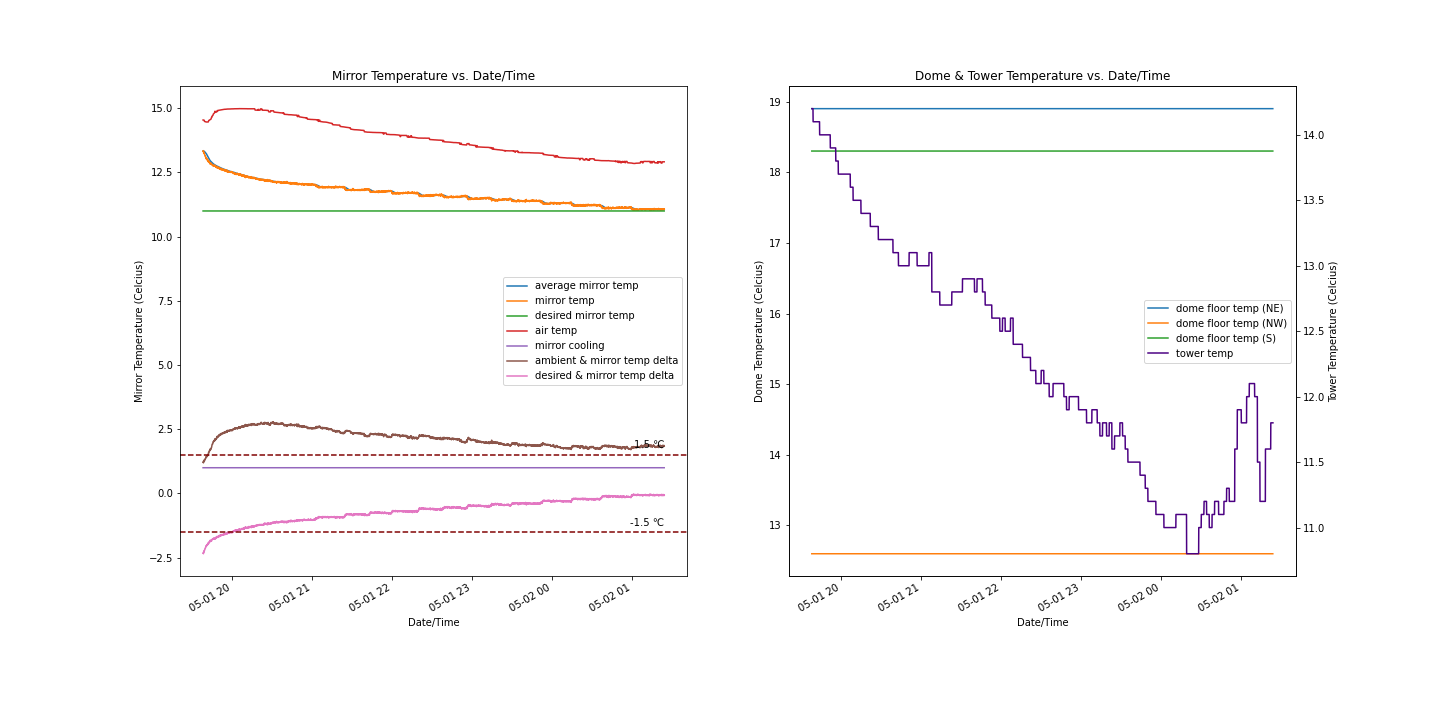 Mirror Temperature vs. Date/Time
Mirror Temperature (Celcius)
15.0
12.5
10.0
7.5
5.0
2.5
0.0
−2.5
average mirror temp
mirror temp
desired mirror temp
air temp
mirror cooling
ambient & mirror temp delta
desired & mirror temp delta
1.5 °C
-1.5 °C
05-01 20
05-01 21
05-01 22
05-01 23
05-02 00
05-02 01
Date/Time
Dome & Tower Temperature vs. Date/Time
Dome Temperature (Celcius)
19
18
17
16
15
14
13
dome floor temp (NE)
dome floor temp (NW)
dome floor temp (S)
tower temp
14.0
13.5
13.0
12.5
12.0
11.5
11.0
Tower Temperature (Celcius)
05-01 20
05-01 21
05-01 22
05-01 23
05-02 00
05-02 01
Date/Time